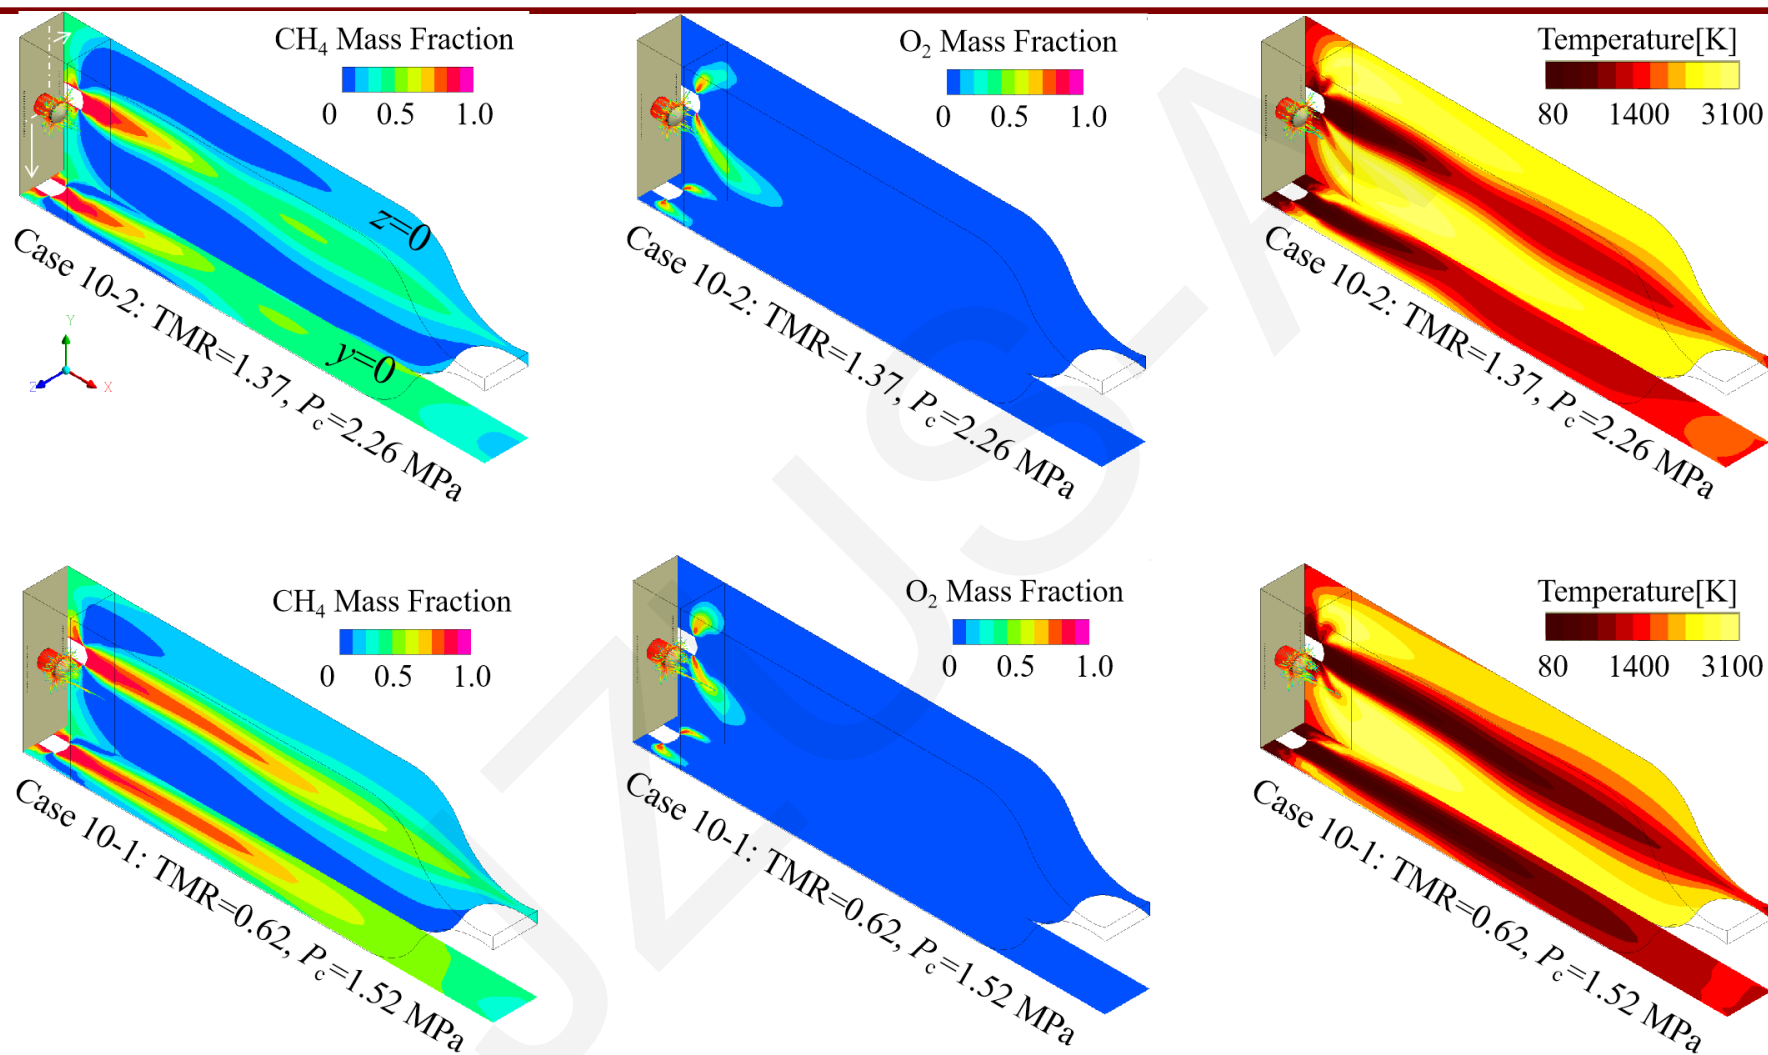 CH₄ Mass Fraction
0 0.5 1.0
z=0
y=0
Case 10-2: TMR=1.37, Pc=2.26 MPa
Y
Z
X
O₂ Mass Fraction
0 0.5 1.0
Case 10-2: TMR=1.37, Pc=2.26 MPa
Temperature[K]
80 1400 3100
Case 10-2: TMR=1.37, Pc=2.26 MPa
CH₄ Mass Fraction
0 0.5 1.0
Case 10-1: TMR=0.62, Pc=1.52 MPa
O₂ Mass Fraction
0 0.5 1.0
Case 10-1: TMR=0.62, Pc=1.52 MPa
Temperature[K]
80 1400 3100
Case 10-1: TMR=0.62, Pc=1.52 MPa
JZUS-A